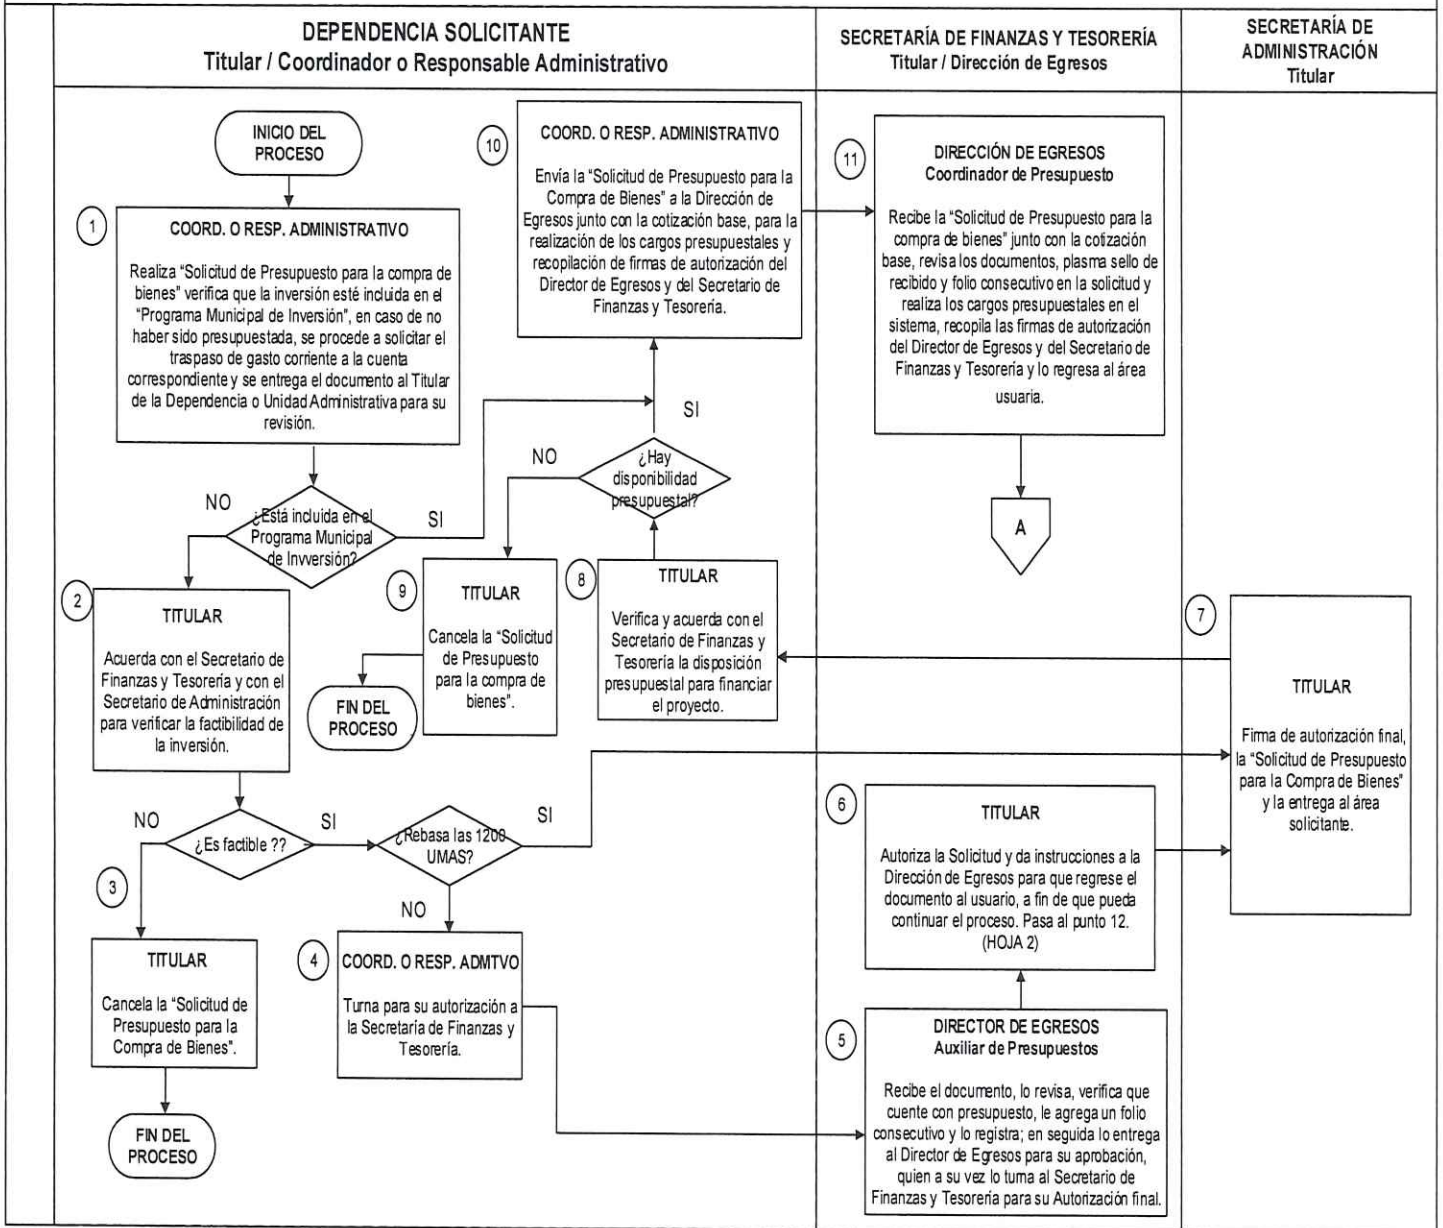 DEPENDENCIA SOLICITANTE
Titular / Coordinador o Responsable Administrativo
SECRETARÍA DE FINANZAS Y TESORERÍA
Titular / Dirección de Egresos
SECRETARÍA DE
ADMINISTRACIÓN
Titular
INICIO DEL
PROCESO
1
COORD. O RESP. ADMINISTRATIVO
Realiza “Solicitud de Presupuesto para la compra de
bienes” verifica que la inversión esté incluida en el
“Programa Municipal de Inversión”, en caso de no
haber sido presupuestada, se procede a solicitar el
traspaso de gasto corriente a la cuenta
correspondiente y se entrega el documento al Titular
de la Dependencia o Unidad Administrativa para su
revisión.
NO
¿Está incluida en el
Programa Municipal
de Invversión?
SI
2
TITULAR
Acuerda con el Secretario de
Finanzas y Tesorería y con el
Secretario de Administración
para verificar la factibilidad de
la inversión.
NO
¿Es factible ??
SI
¿Rebasa las 1200
UMAS?
SI
NO
3
TITULAR
Cancela la “Solicitud de
Presupuesto para la
Compra de Bienes”.
FIN DEL
PROCESO
4
COORD. O RESP. ADMTVO
Turna para su autorización a
la Secretaría de Finanzas y
Tesorería.
5
DIRECTOR DE EGRESOS
Auxiliar de Presupuestos
Recibe el documento, lo revisa, verifica que
cuente con presupuesto, le agrega un folio
consecutivo y lo registra; en seguida lo entrega
al Director de Egresos para su aprobación,
quien a su vez lo turna al Secretario de
Finanzas y Tesorería para su Autorización final.
6
TITULAR
Autoriza la Solicitud y da instrucciones a la
Dirección de Egresos para que regrese el
documento al usuario, a fin de que pueda
continuar el proceso. Pasa al punto 12.
(HOJA 2)
7
TITULAR
Firma de autorización final,
la “Solicitud de Presupuesto
para la Compra de Bienes”
y la entrega al área
solicitante.
8
TITULAR
Verifica y acuerda con el
Secretario de Finanzas y
Tesorería la disposición
presupuestal para financiar
el proyecto.
¿Hay
disponibilidad
presupuestal?
NO
SI
9
TITULAR
Cancela la “Solicitud
de Presupuesto
para la compra de
bienes”.
FIN DEL
PROCESO
10
COORD. O RESP. ADMINISTRATIVO
Envía la “Solicitud de Presupuesto para la
Compra de Bienes” a la Dirección de
Egresos junto con la cotización base, para la
realización de los cargos presupuestales y
recopilación de firmas de autorización del
Director de Egresos y del Secretario de
Finanzas y Tesorería.
11
DIRECCIÓN DE EGRESOS
Coordinador de Presupuesto
Recibe la “Solicitud de Presupuesto para la
compra de bienes” junto con la cotización
base, revisa los documentos, plasma sello de
recibido y folio consecutivo en la solicitud y
realiza los cargos presupuestales en el
sistema, recopila las firmas de autorización
del Director de Egresos y del Secretario de
Finanzas y Tesorería y lo regresa al área
usuaria.
A